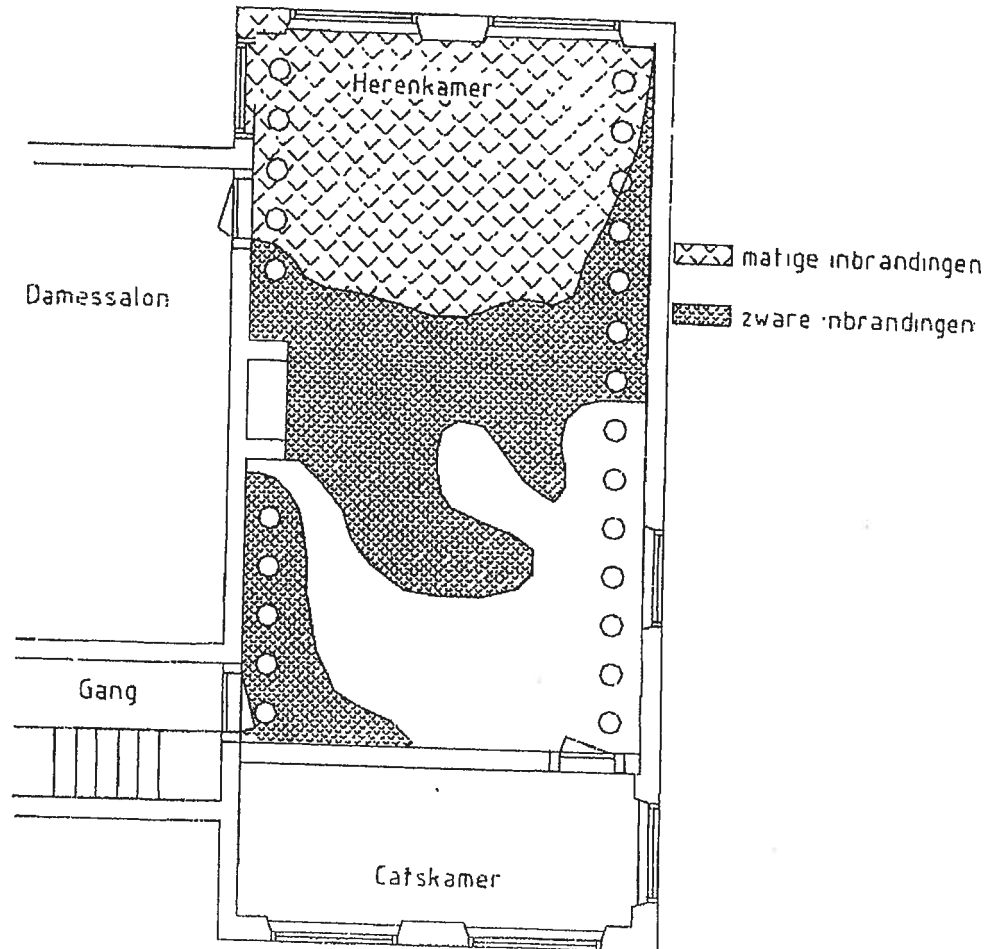 Herenkamer
matige inbrandingen
Damessalon
zware inbrandingen
Gang
Catskamer